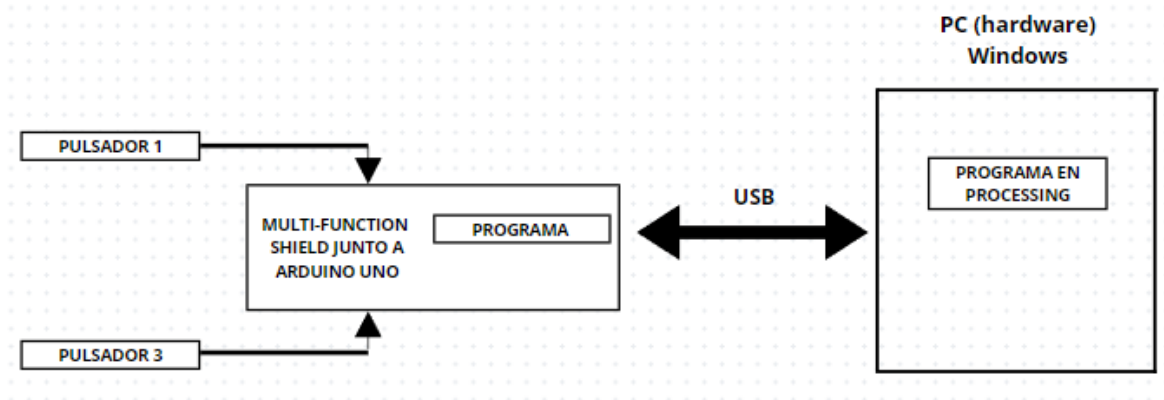 PC (hardware)
Windows
PULSADOR 1
MULTI-FUNCTION
SHIELD JUNTO A
ARDUINO UNO
PROGRAMA
USB
PROGRAMA EN
PROCESSING
PULSADOR 3